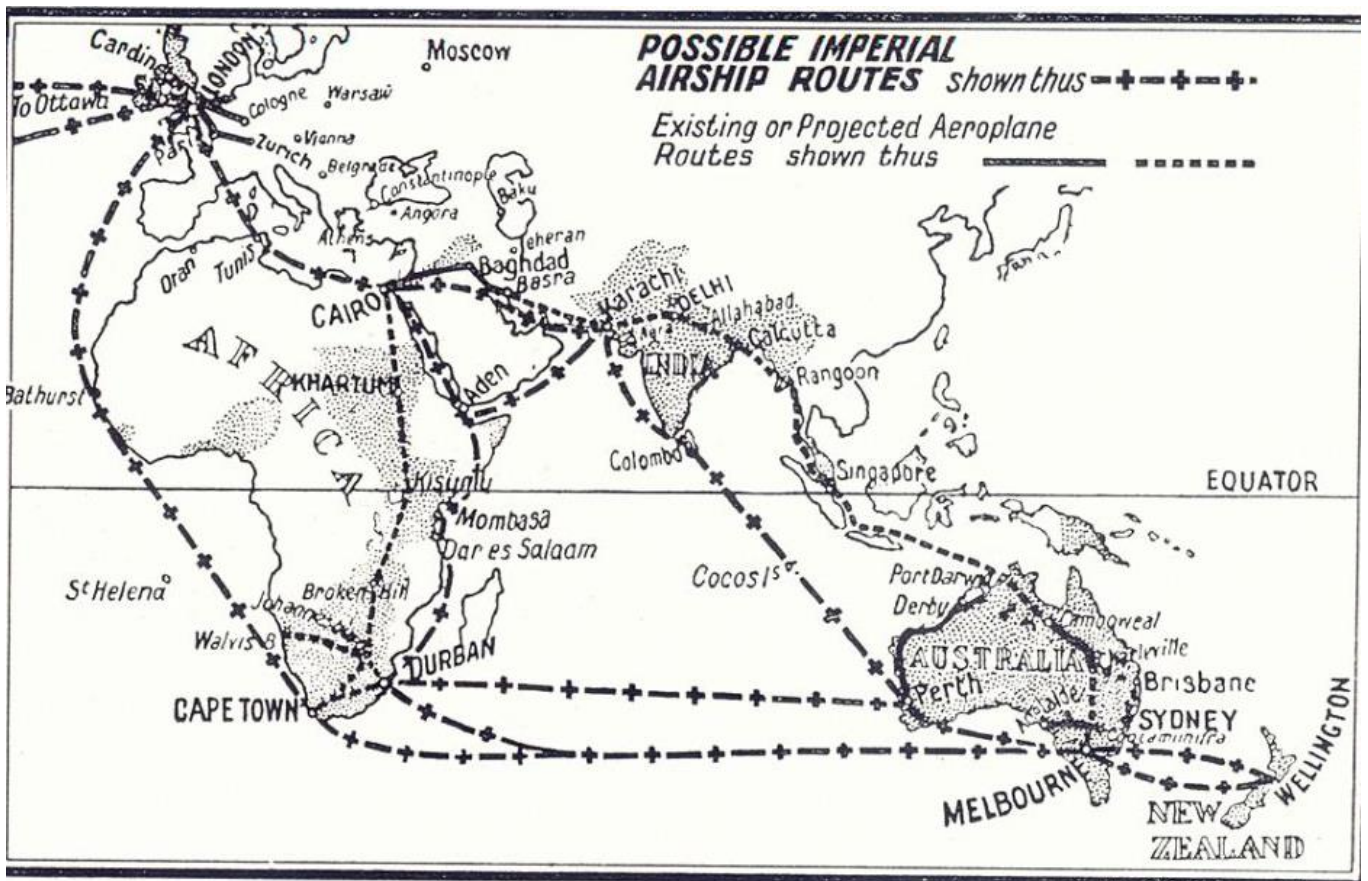 POSSIBLE IMPERIAL
AIRSHIP ROUTES shown thus
Existing or Projected Aeroplane
Routes shown thus
Cardin
LONDON
Moscow
To Ottawa
Cologne
Warsaw
Vienna
Zurich
Belgrade
Constantinople
Baku
Angora
Athens
Teheran
Oran
Tunis
Baghdad
Basra
CAIRO
Karachi
DELHI
Agra
Allahabad
Calcutta
INDIA
AFRICA
KHARTUM
Aden
Rangoon
Bathurst
Colombo
Singapore
EQUATOR
Kisumu
Mombasa
Dar es Salaam
St Helena
Broken Hill
Cocos Is
Port Darwin
Derby
Camooweal
Walvis B
DURBAN
AUSTRALIA
Perth
Brisbane
CAPE TOWN
SYDNEY
MELBOURNE
WELLINGTON
NEW
ZEALAND